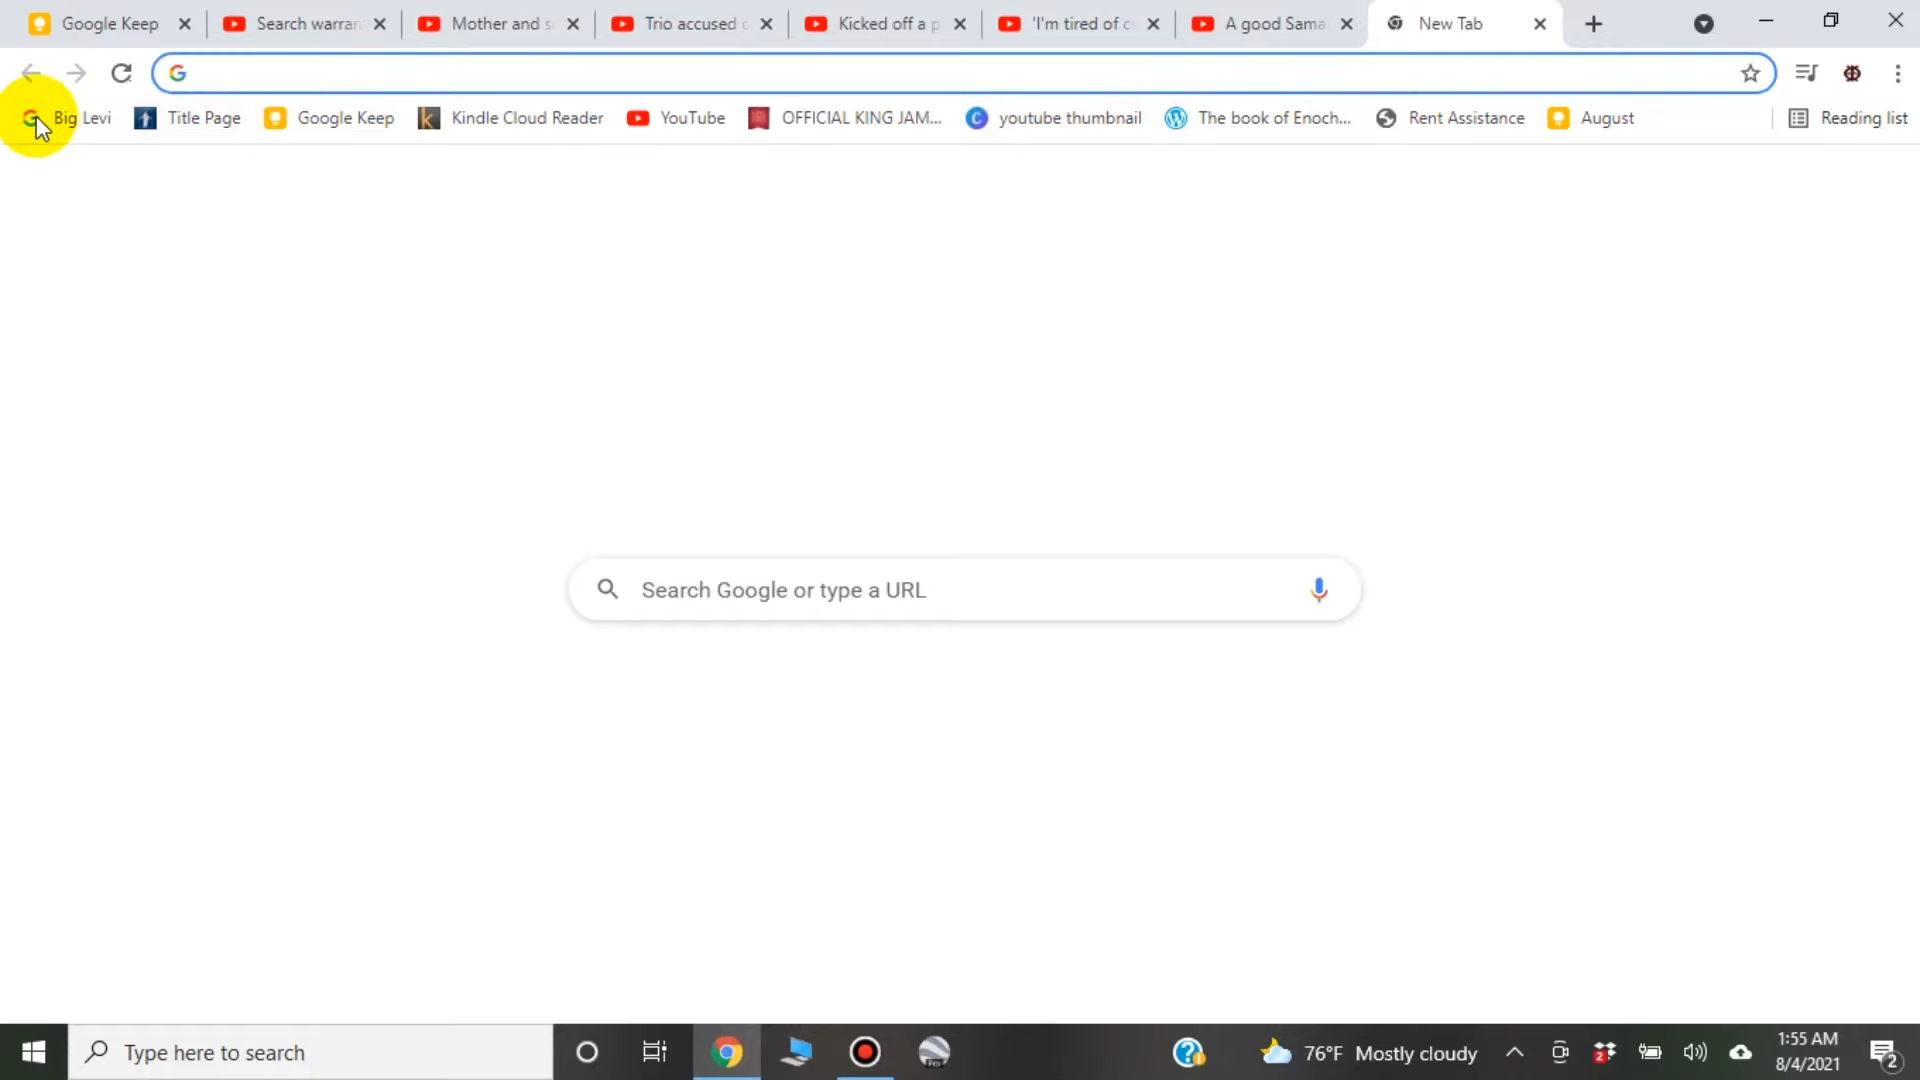 Google Keep
Search warran
Mother and s
Trio accused
Kicked off a p
'I'm tired of c
A good Sama
New Tab
Big Levi
Title Page
Google Keep
Kindle Cloud Reader
YouTube
OFFICIAL KING JAM...
youtube thumbnail
The book of Enoch...
Rent Assistance
August
Reading list
Search Google or type a URL
Type here to search
76°F Mostly cloudy
1:55 AM
8/4/2021
2
2